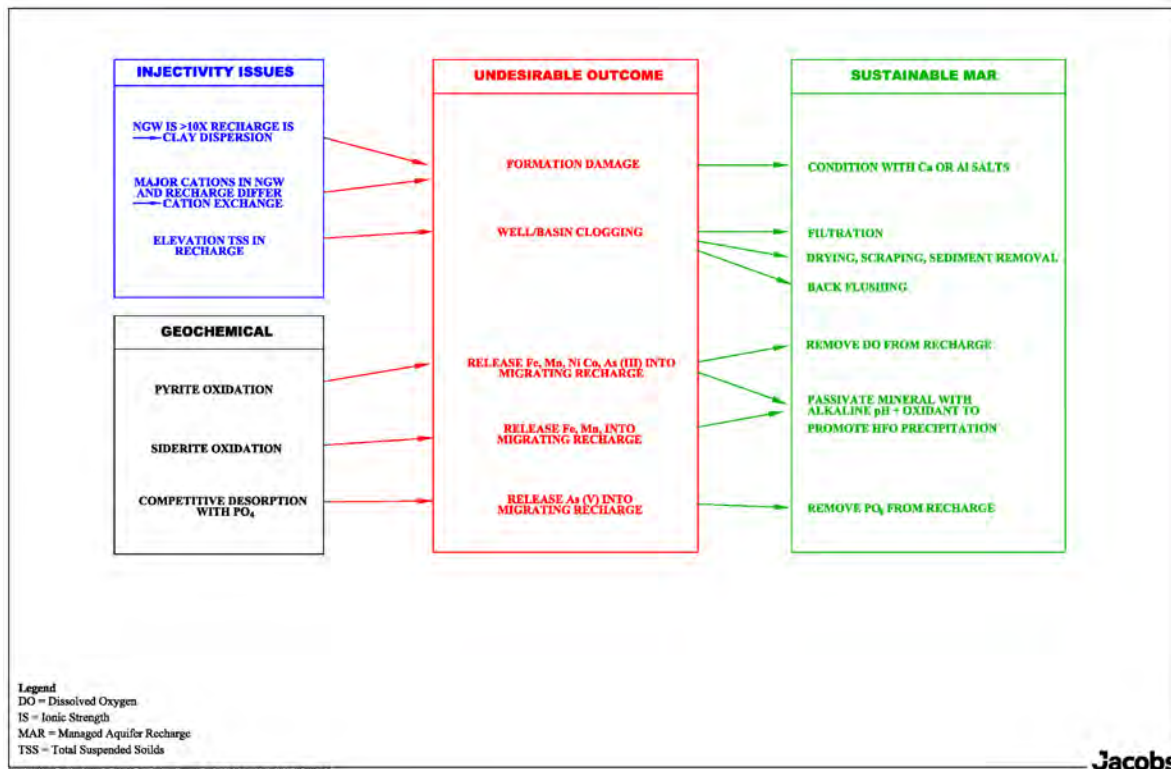 INJECTIVITY ISSUES
NGW IS >10X RECHARGE IS
CLAY DISPERSION
MAJOR CATIONS IN NGW
AND RECHARGE DIFFER
CATION EXCHANGE
ELEVATION TSS IN
RECHARGE
GEOCHEMICAL
PYRITE OXIDATION
SIDERITE OXIDATION
COMPETITIVE DESORPTION
WITH PO₄
UNDESIRABLE OUTCOME
FORMATION DAMAGE
WELL/BASIN CLOGGING
RELEASE Fe, Mn, Ni Co, As (III) INTO
MIGRATING RECHARGE
RELEASE Fe, Mn, INTO
MIGRATING RECHARGE
RELEASE As (V) INTO
MIGRATING RECHARGE
SUSTAINABLE MAR
CONDITION WITH Ca OR Al SALTS
FILTRATION
DRYING, SCRAPING, SEDIMENT REMOVAL
BACK FLUSHING
REMOVE DO FROM RECHARGE
PASSIVATE MINERAL WITH
ALKALINE pH + OXIDANT TO
PROMOTE HFO PRECIPITATION
REMOVE PO₄ FROM RECHARGE
Legend
DO = Dissolved Oxygen
IS = Ionic Strength
MAR = Managed Aquifer Recharge
TSS = Total Suspended Soilds
Jacobs